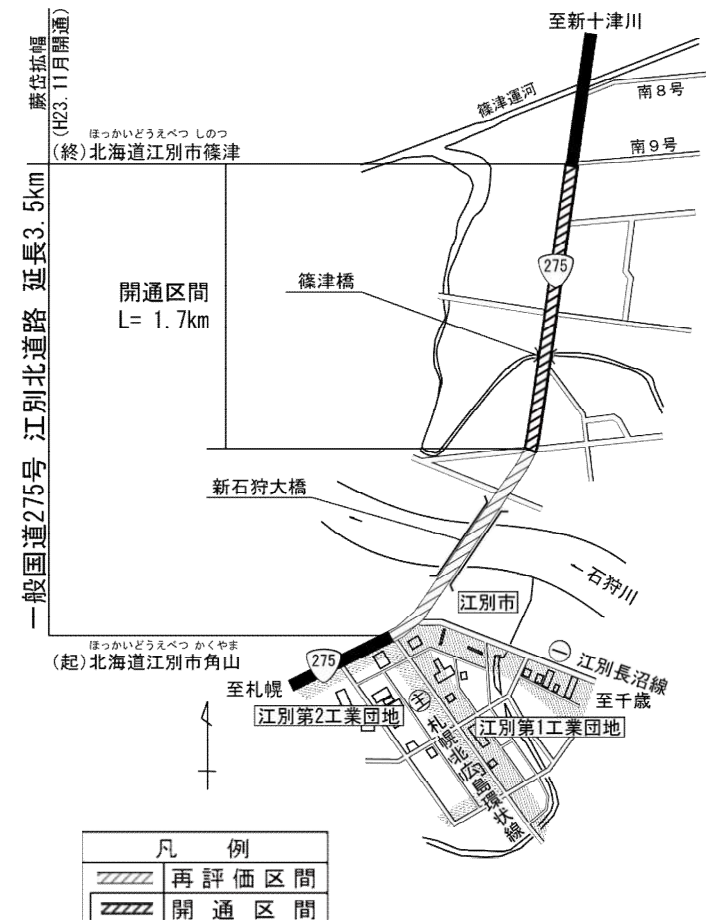 至新十津川
蕨岱拡幅
(H23.11月開通)
篠津運河
南8号
南9号
ほっかいどうえべつ しのつ
(終)北海道江別市篠津
一般国道275号 江別北道路 延長3.5km
開通区間
L= 1.7km
275
篠津橋
新石狩大橋
石狩川
江別市
ほっかいどうえべつ かくやま
(起)北海道江別市角山
275
至札幌
一 江別長沼線
至千歳
江別第2工業団地
主 札幌北広島環状線
江別第1工業団地
凡 例
再評価区間
開通区間